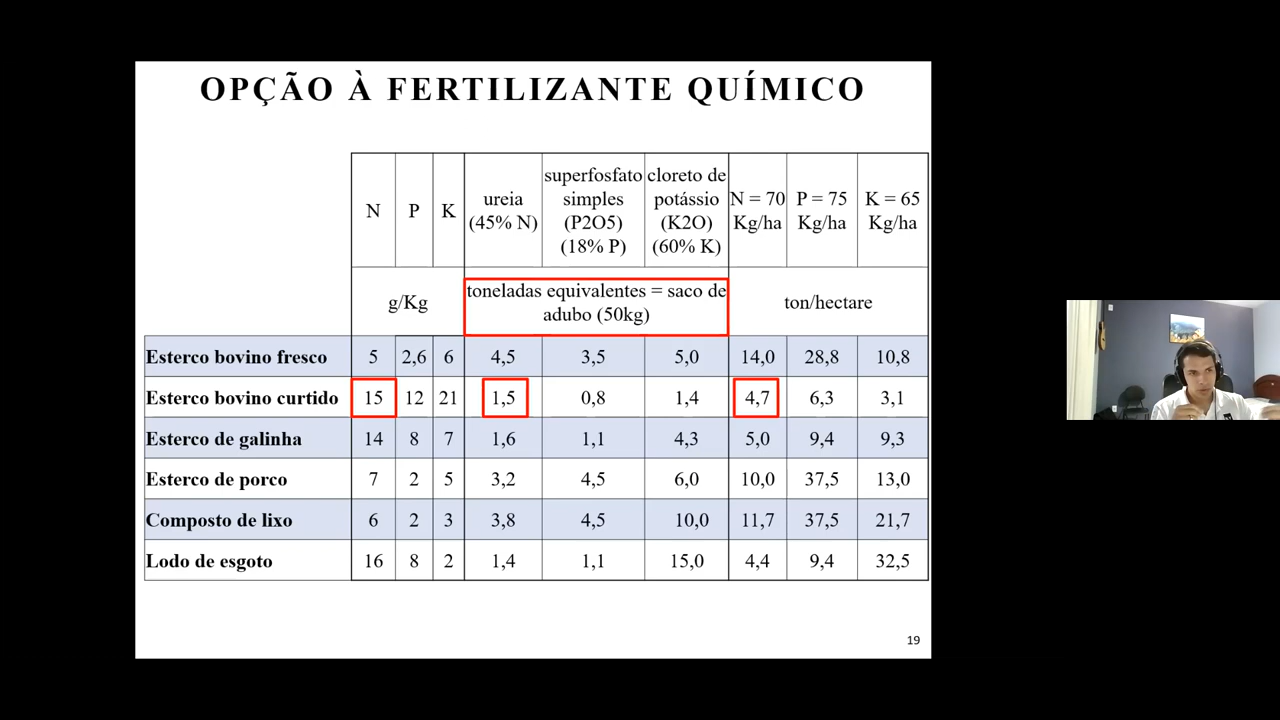 OPÇÃO À FERTILIZANTE QUÍMICO
N P K ureia (45% N) superfosfato simples (P2O5) (18% P) cloreto de potássio (K2O) (60% K) N = 70 Kg/ha P = 75 Kg/ha K = 65 Kg/ha
g/Kg toneladas equivalentes = saco de adubo (50kg) ton/hectare
Esterco bovino fresco 5 2,6 6 4,5 3,5 5,0 14,0 28,8 10,8
Esterco bovino curtido 15 12 21 1,5 0,8 1,4 4,7 6,3 3,1
Esterco de galinha 14 8 7 1,6 1,1 4,3 5,0 9,4 9,3
Esterco de porco 7 2 5 3,2 4,5 6,0 10,0 37,5 13,0
Composto de lixo 6 2 3 3,8 4,5 10,0 11,7 37,5 21,7
Lodo de esgoto 16 8 2 1,4 1,1 15,0 4,4 9,4 32,5
19